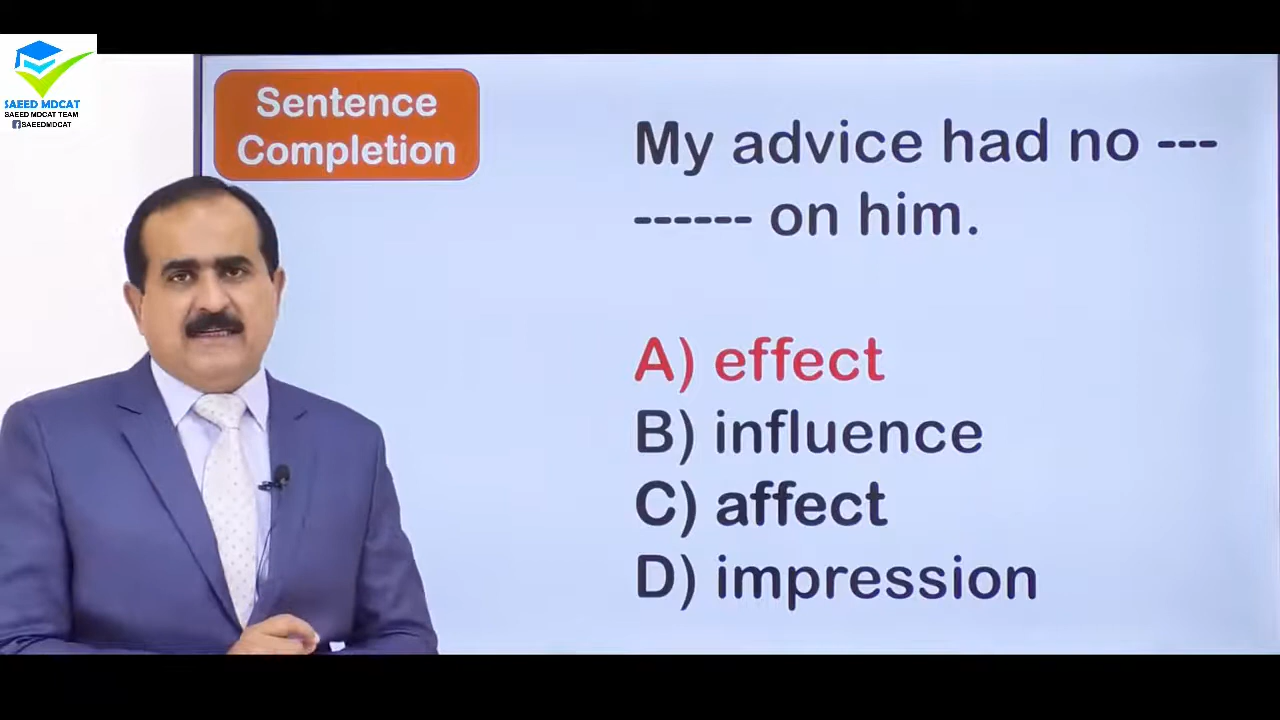 SAEED MDCAT
SAEED MDCAT TEAM
SAEEDMDCAT
Sentence
Completion
My advice had no ---
------ on him.
A) effect
B) influence
C) affect
D) impression